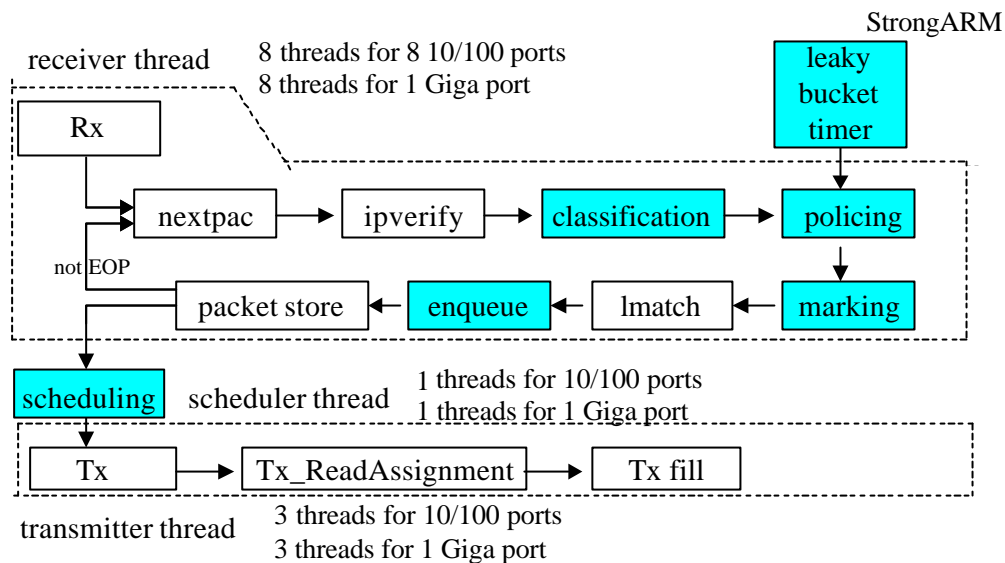 StrongARM
receiver thread
8 threads for 8 10/100 ports
8 threads for 1 Giga port
leaky
bucket
timer
Rx
nextpac
ipverify
classification
policing
not EOP
packet store
enqueue
lmatch
marking
scheduling
scheduler thread
1 threads for 10/100 ports
1 threads for 1 Giga port
Tx
Tx_ReadAssignment
Tx fill
transmitter thread
3 threads for 10/100 ports
3 threads for 1 Giga port